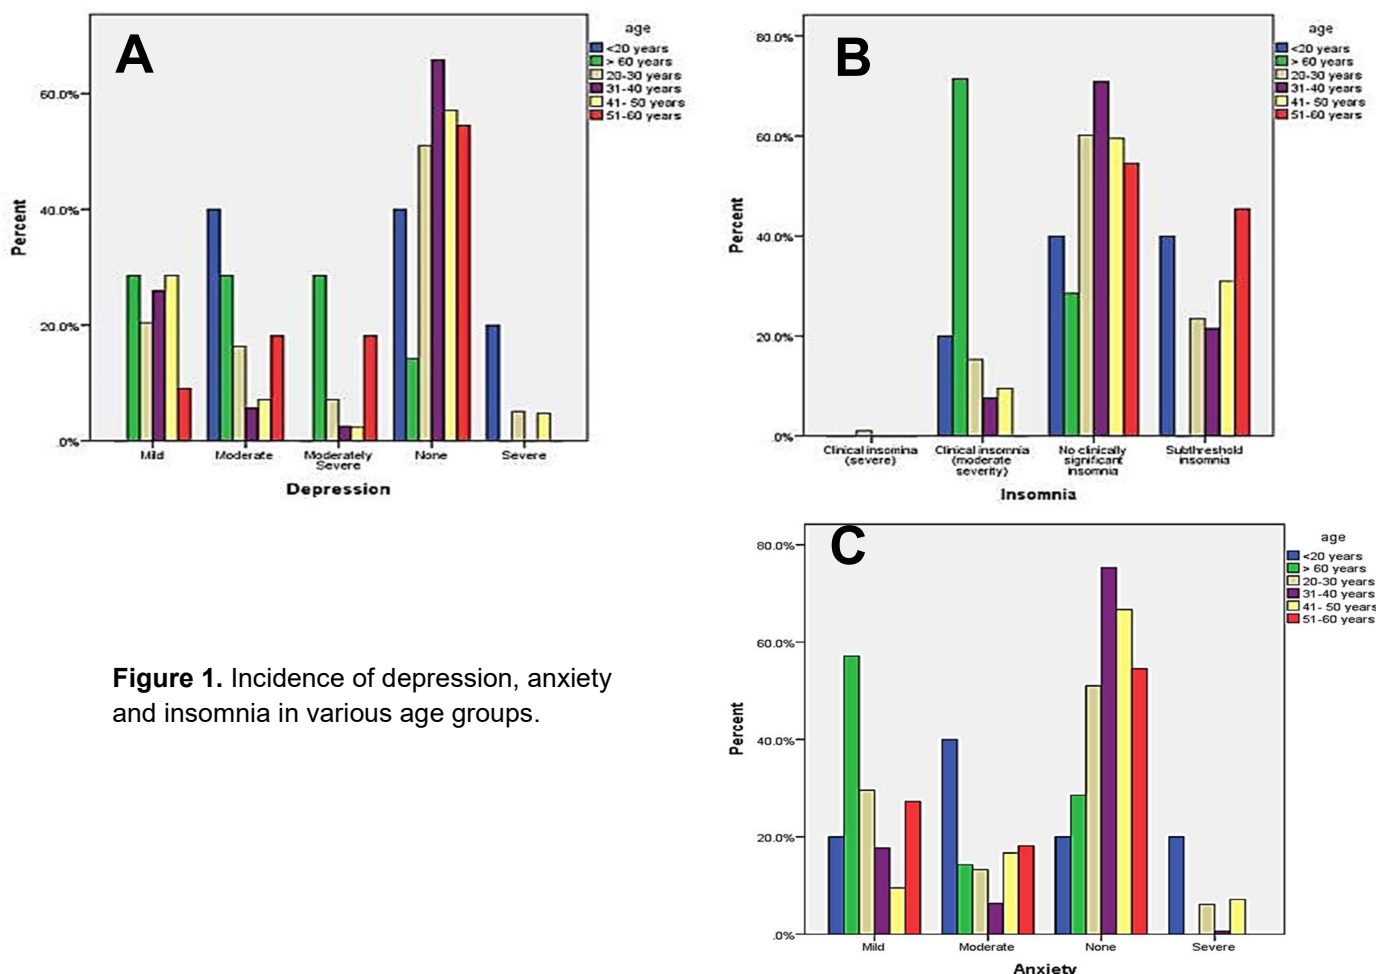 A
age
<20 years
> 60 years
20-30 years
31-40 years
41- 50 years
51-60 years
Percent
60.0%
40.0%
20.0%
.0%
Mild
Moderate
Moderately
Severe
None
Severe
Depression
B
age
<20 years
> 60 years
20-30 years
31-40 years
41- 50 years
51-60 years
Percent
80.0%
60.0%
40.0%
20.0%
.0%
Clinical insomina
(severe)
Clinical insomnia
(moderate
severity)
No clinically
significant
insomnia
Subthreshold
insomnia
Insomnia
C
age
<20 years
> 60 years
20-30 years
31-40 years
41- 50 years
51-60 years
Percent
80.0%
60.0%
40.0%
20.0%
.0%
Mild
Moderate
None
Severe
Anxiety
Figure 1. Incidence of depression, anxiety
and insomnia in various age groups.